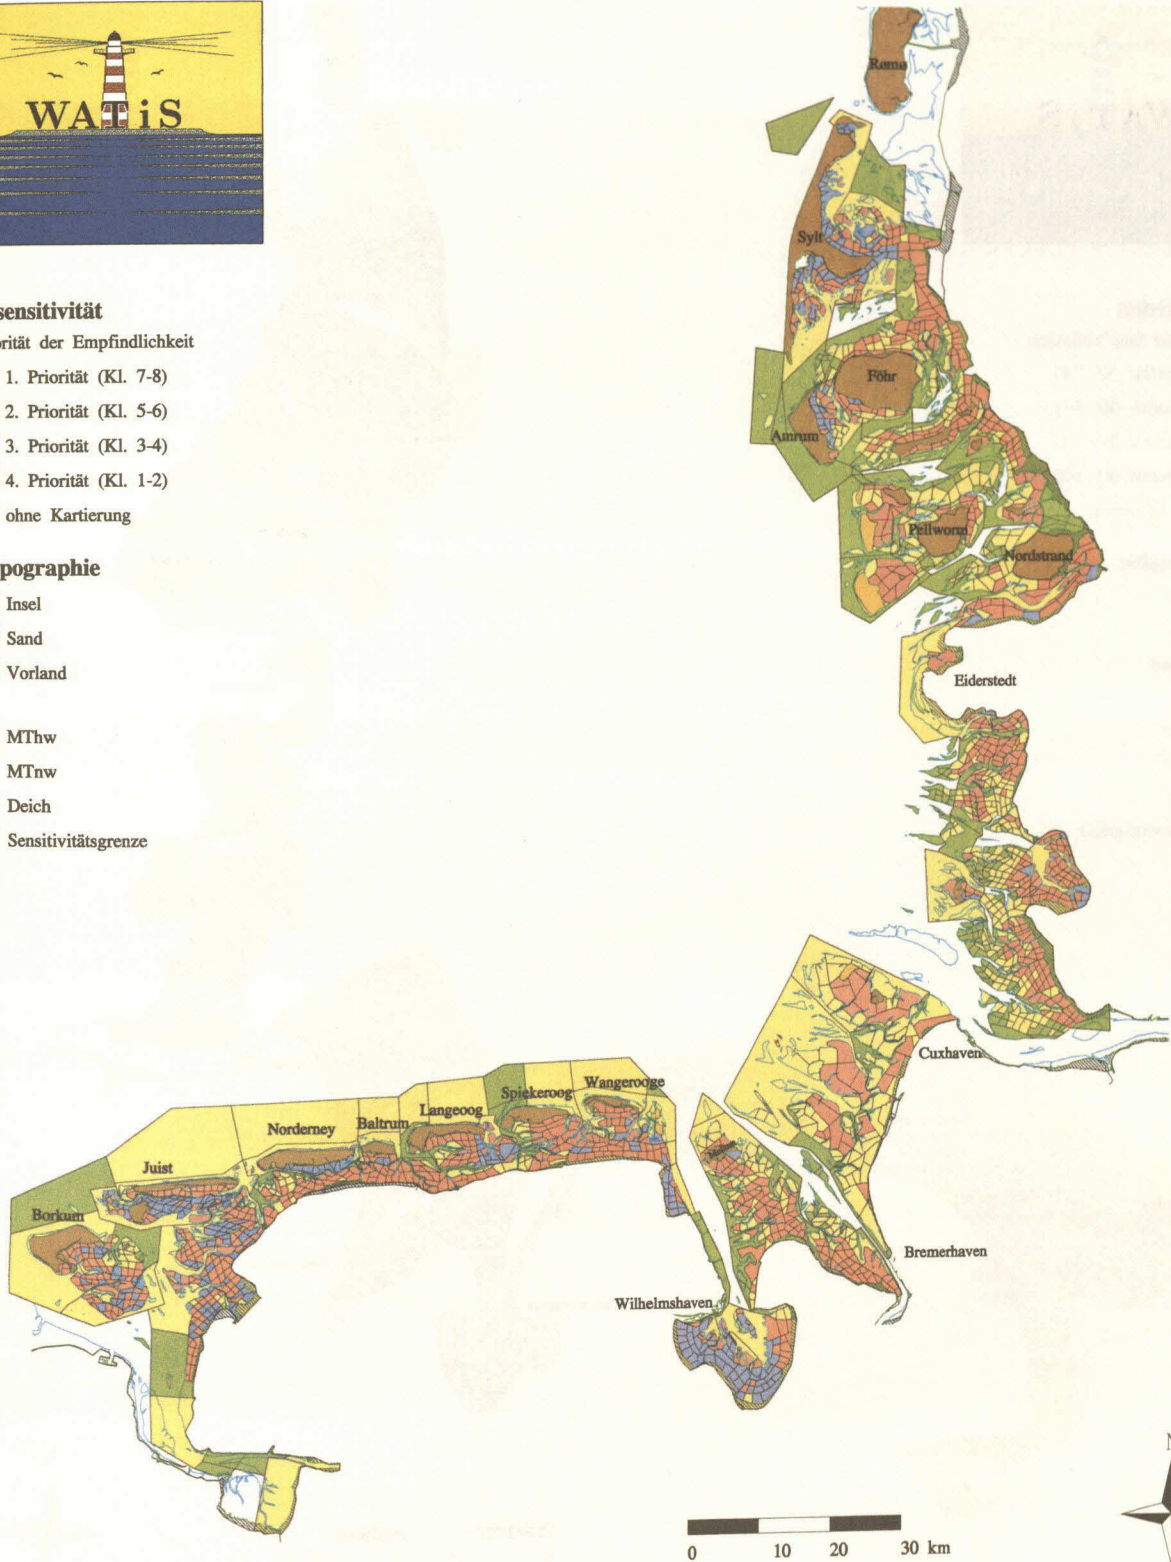 WATiS
sensitivität
rität der Empfindlichkeit
1. Priorität (Kl. 7-8)
2. Priorität (Kl. 5-6)
3. Priorität (Kl. 3-4)
4. Priorität (Kl. 1-2)
ohne Kartierung
pographie
Insel
Sand
Vorland
MThw
MTnw
Deich
Sensitivitätsgrenze
Rømø
Sylt
Föhr
Amrum
Pellworm
Nordstrand
Eiderstedt
Cuxhaven
Wangerooge
Spiekeroog
Langeoog
Baltrum
Norderney
Juist
Borkum
Bremerhaven
Wilhelmshaven
N
0 10 20 30 km